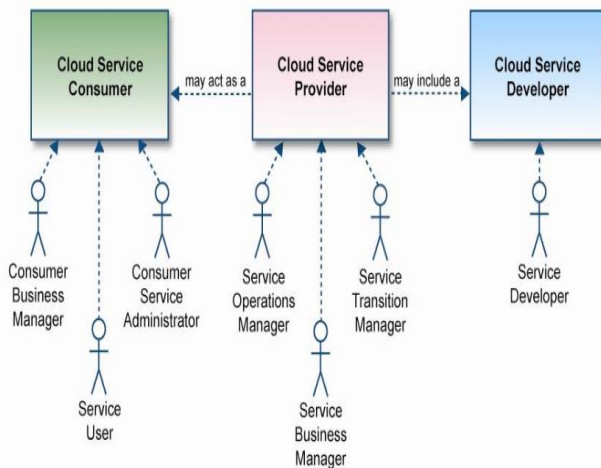 Cloud Service
Consumer
may act as a
Cloud Service
Provider
may include a
Cloud Service
Developer
Consumer
Business
Manager
Consumer
Service
Administrator
Service
Operations
Manager
Service
Transition
Manager
Service
Developer
Service
User
Service
Business
Manager